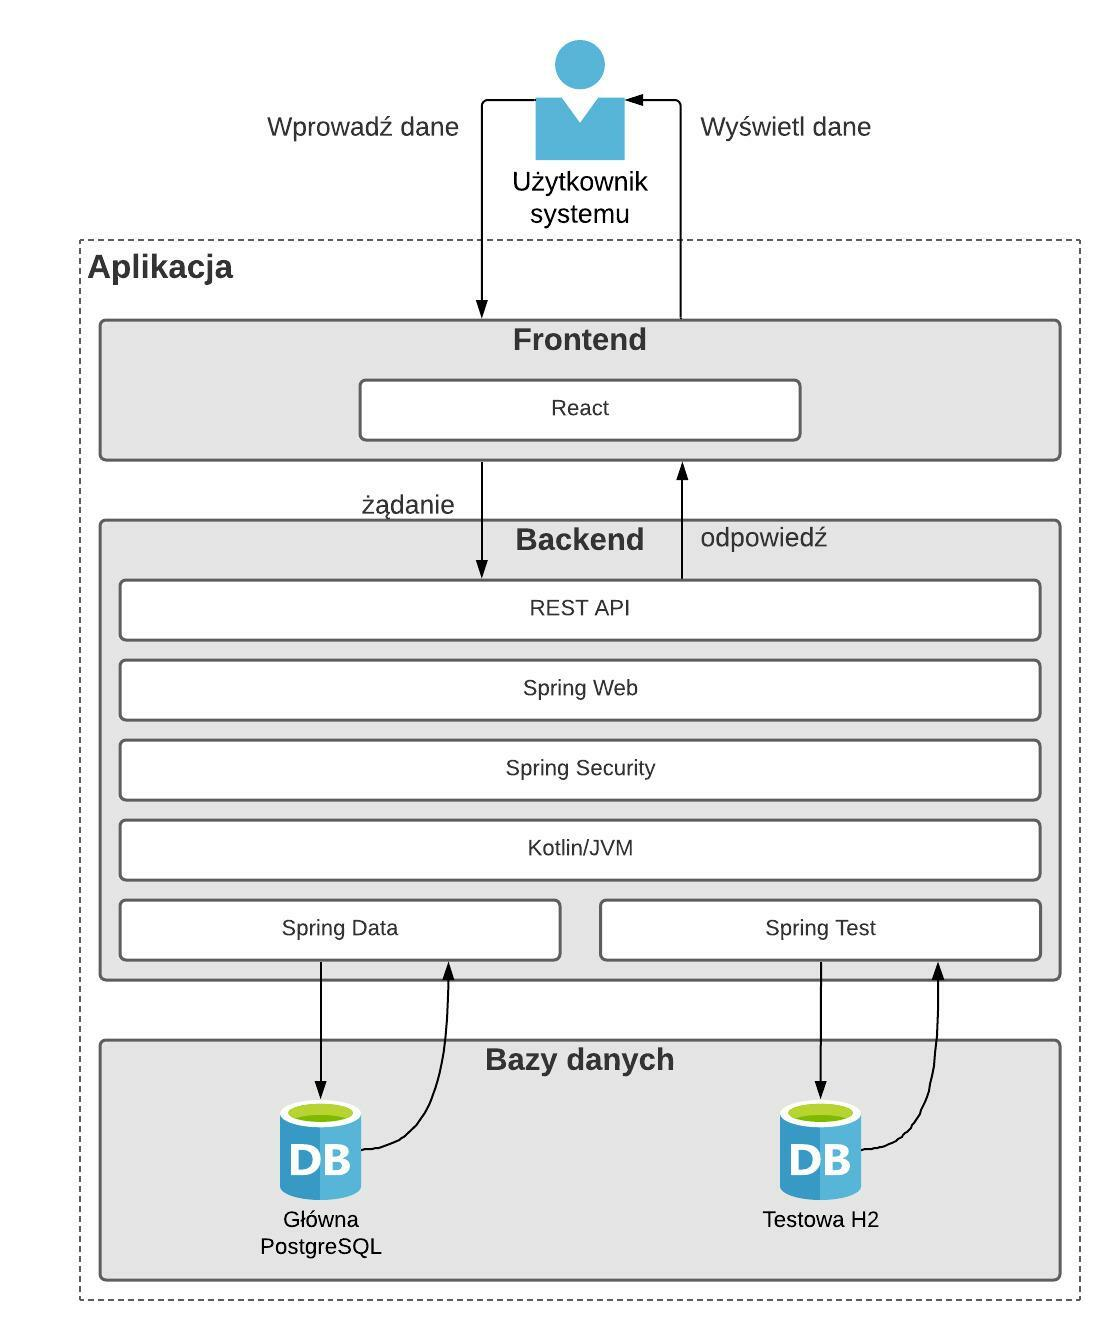 Wprowadź dane
Wyświetl dane
Użytkownik
systemu
Aplikacja
Frontend
React
żądanie
Backend
odpowiedź
REST API
Spring Web
Spring Security
Kotlin/JVM
Spring Data
Spring Test
Bazy danych
DB
DB
Główna
PostgreSQL
Testowa H2